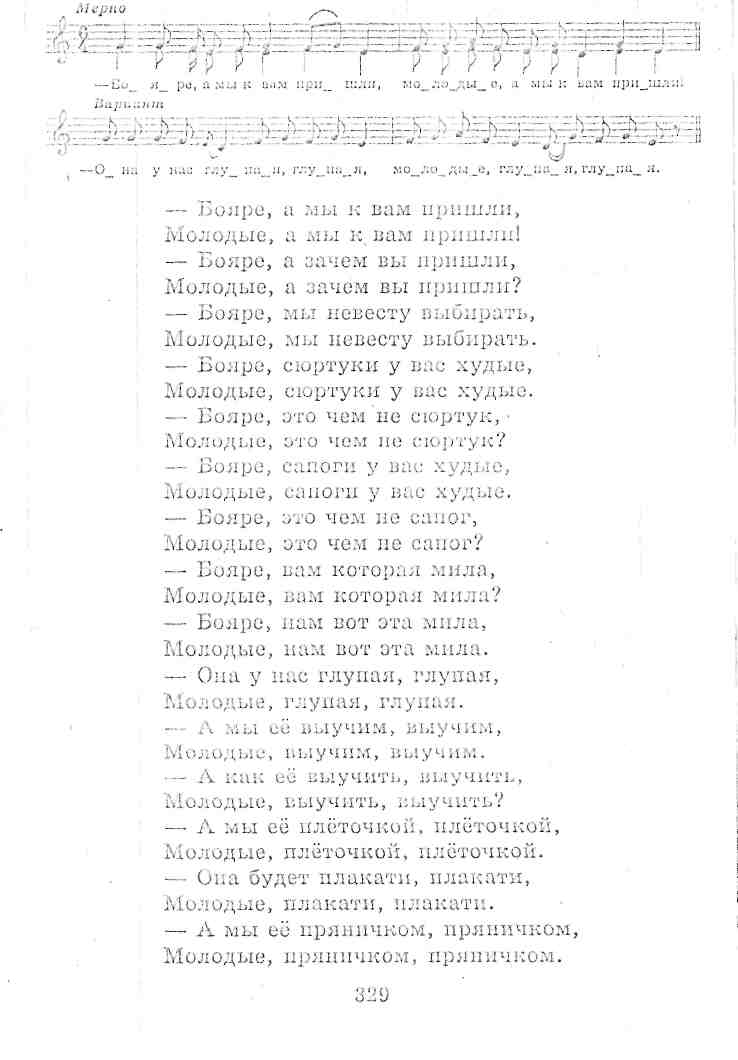 Мерно
—Бо_ я_ ре, а мы к вам при_ шли, мо_ло_ды_ е, а мы к вам при_шли!
Вариант
—О_ на у нас глу_ па_я, глу_па_я, мо_ло_ды_е, глу_па_ я, глу_па_ я.
— Бояре, а мы к вам пришли,
Молодые, а мы к вам пришли!
— Бояре, а зачем вы пришли,
Молодые, а зачем вы пришли?
— Бояре, мы невесту выбирать,
Молодые, мы невесту выбирать.
— Бояре, сюртуки у вас худые,
Молодые, сюртуки у вас худые.
— Бояре, это чем не сюртук,
Молодые, это чем не сюртук?
— Бояре, сапоги у вас худые,
Молодые, сапоги у вас худые.
— Бояре, это чем не сапог,
Молодые, это чем не сапог?
— Бояре, вам которая мила,
Молодые, вам которая мила?
— Бояре, нам вот эта мила,
Молодые, нам вот эта мила.
— Она у нас глупая, глупая,
Молодые, глупая, глупая.
— А мы её выучим, выучим,
Молодые, выучим, выучим.
— А как её выучить, выучить,
Молодые, выучить, выучить?
— А мы её плёточкой, плёточкой,
Молодые, плёточкой, плёточкой.
— Она будет плакати, плакати,
Молодые, плакати, плакати.
— А мы её пряничком, пряничком,
Молодые, пряничком, пряничком.
329